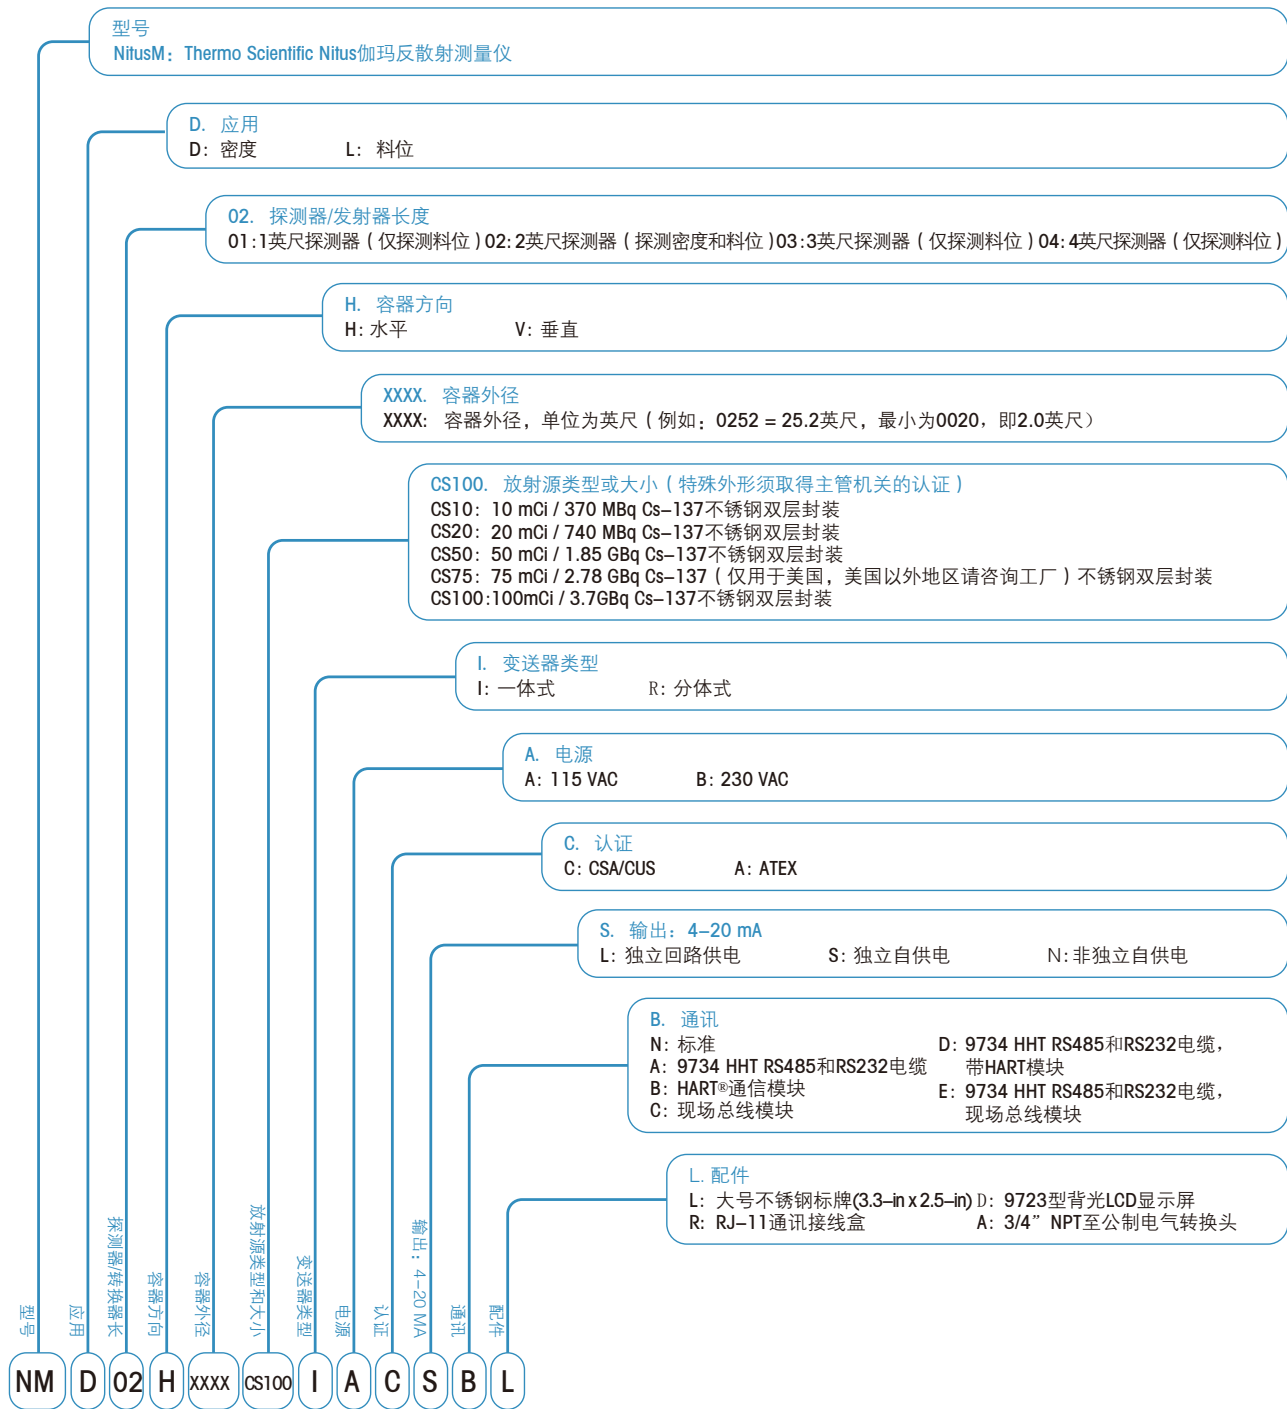 型号
NitusM：Thermo Scientific Nitus伽玛反散射测量仪
D. 应用
D: 密度 L: 料位
02. 探测器/发射器长度
01:1英尺探测器（仅探测料位）02:2英尺探测器（探测密度和料位）03:3英尺探测器（仅探测料位）04:4英尺探测器（仅探测料位）
H. 容器方向
H: 水平 V: 垂直
XXXX. 容器外径
XXXX: 容器外径，单位为英尺（例如：0252 = 25.2英尺，最小为0020，即2.0英尺）
CS100. 放射源类型或大小（特殊外形须取得主管机关的认证）
CS10: 10 mCi / 370 MBq Cs–137不锈钢双层封装
CS20: 20 mCi / 740 MBq Cs–137不锈钢双层封装
CS50: 50 mCi / 1.85 GBq Cs–137不锈钢双层封装
CS75: 75 mCi / 2.78 GBq Cs–137（仅用于美国，美国以外地区请咨询工厂）不锈钢双层封装
CS100:100mCi / 3.7GBq Cs–137不锈钢双层封装
I. 变送器类型
I: 一体式 R: 分体式
A. 电源
A: 115 VAC B: 230 VAC
C. 认证
C: CSA/CUS A: ATEX
S. 输出：4–20 mA
L: 独立回路供电 S: 独立自供电 N:非独立自供电
B. 通讯
N: 标准
A: 9734 HHT RS485和RS232电缆
B: HART®通信模块
C: 现场总线模块
D: 9734 HHT RS485和RS232电缆，
带HART模块
E: 9734 HHT RS485和RS232电缆，
现场总线模块
L. 配件
L: 大号不锈钢标牌(3.3–in x 2.5–in) D: 9723型背光LCD显示屏
R: RJ–11通讯接线盒 A: 3/4” NPT至公制电气转换头
型号
应用
探测器/转换器长
容器方向
容器外径
放射源类型和大小
变送器类型
电源
认证
输出：4–20 MA
通讯
配件
NM D 02 H XXXX CS100 I A C S B L